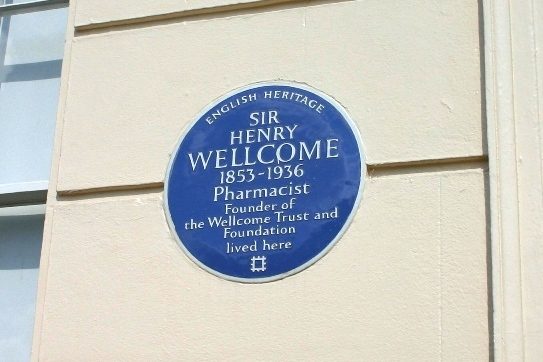 ENGLISH HERITAGE
SIR
HENRY
WELLCOME
1853-1936
Pharmacist
Founder of
the Wellcome Trust and
Foundation
lived here